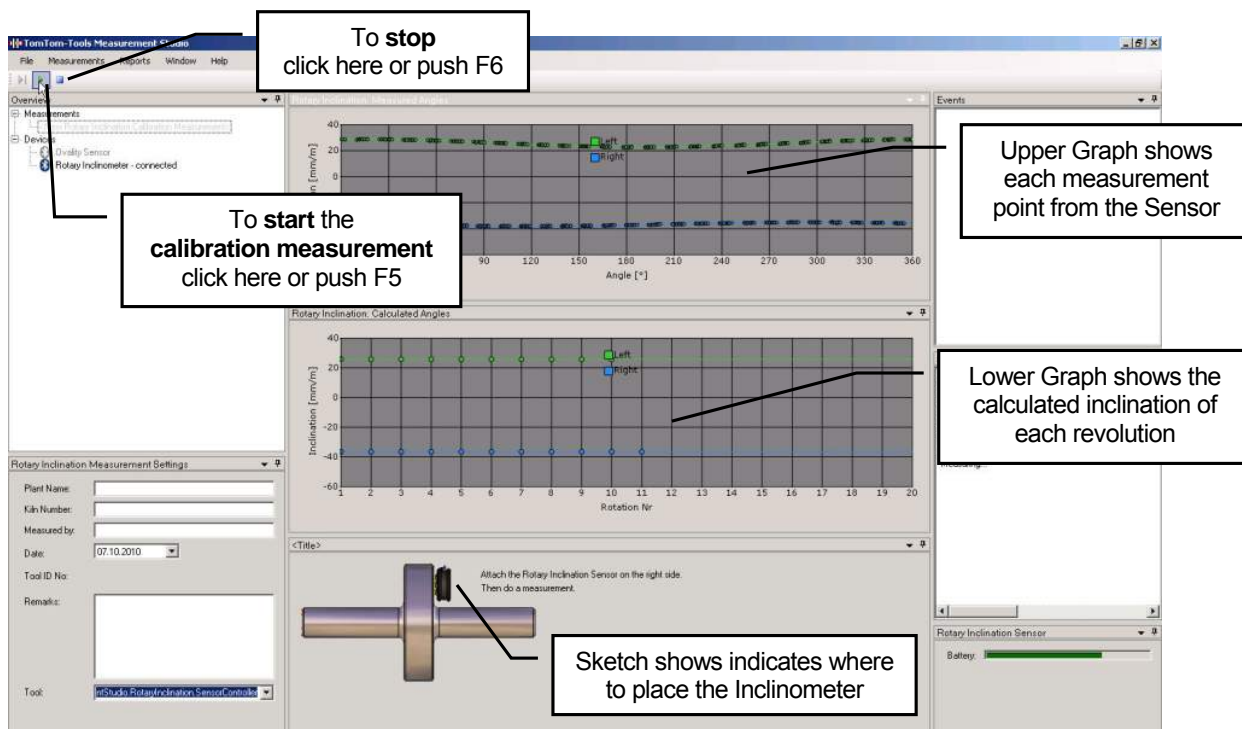 To stop
click here or push F6
TomTom-Tools Measurement Studio
File Measurements Reports Window Help
Overview
Measurements
Devices
Ovality Sensor
Rotary Inclinometer - connected
To start the
calibration measurement
click here or push F5
Rotary Inclination: Measured Angles
40
20
0
Left
Right
[mm/m]
90 120 150 180 210 240 270 300 330 360
Angle [°]
Events
Upper Graph shows
each measurement
point from the Sensor
Rotary Inclination: Calculated Angles
40
20
0
-20
-40
-60
Inclination [mm/m]
Left
Right
1 2 3 4 5 6 7 8 9 10 11 12 13 14 15 16 17 18 19 20
Rotation Nr
Lower Graph shows the
calculated inclination of
each revolution
Measuring...
Rotary Inclination Measurement Settings
Plant Name:
Kiln Number:
Measured by:
Date: 07.10.2010
Tool ID No:
Remarks:
Tool: ntStudio.RotaryInclination.SensorController
<Title>
Attach the Rotary Inclination Sensor on the right side.
Then do a measurement.
Sketch shows indicates where
to place the Inclinometer
Rotary Inclination Sensor
Battery: